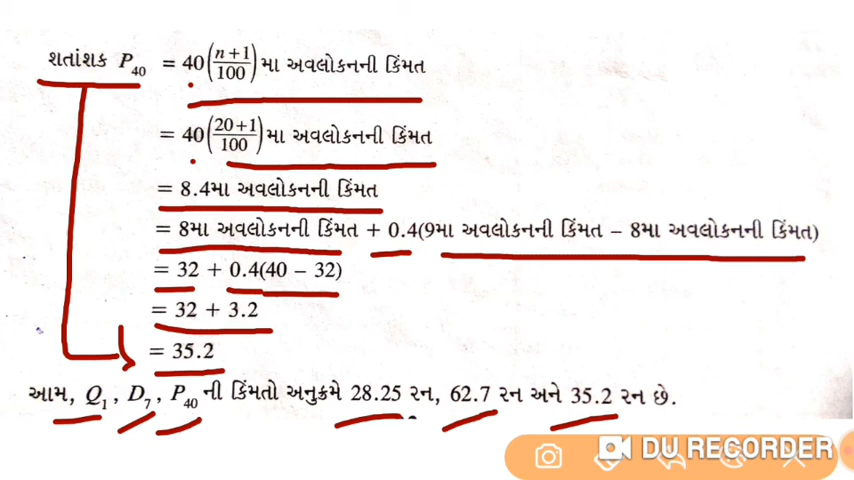 શતાંશક P₄₀ = 40(n+1/100)મા અવલોકનની કિંમત
= 40(20+1/100)મા અવલોકનની કિંમત
= 8.4મા અવલોકનની કિંમત
= 8મા અવલોકનની કિંમત + 0.4(9મા અવલોકનની કિંમત – 8મા અવલોકનની કિંમત)
= 32 + 0.4(40 – 32)
= 32 + 3.2
= 35.2
આમ, Q₁, D₇, P₄₀ની કિંમતો અનુક્રમે 28.25 રન, 62.7 રન અને 35.2 રન છે.
DU RECORDER